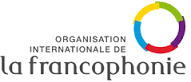 ORGANISATION
INTERNATIONALE DE
la francophonie